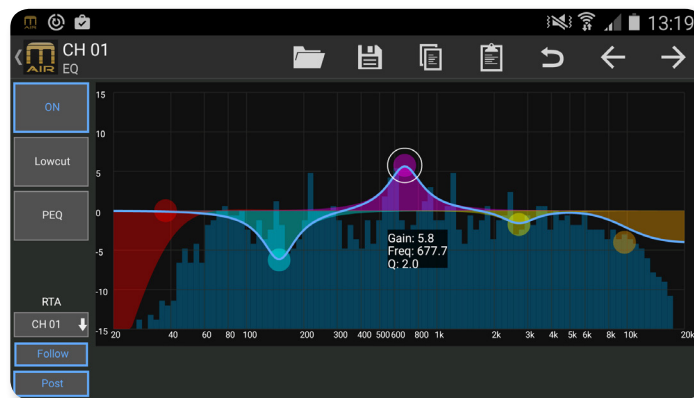 13:19
M
AIR
CH 01
EQ
ON
Lowcut
PEQ
RTA
CH 01
Follow
Post
15
10
5
0
-5
-10
-15
Gain: 5.8
Freq: 677.7
Q: 2.0
20 40 60 80 100 200 300 400 500 600 800 1k 2k 3k 4k 5k 6k 8k 10k 20k